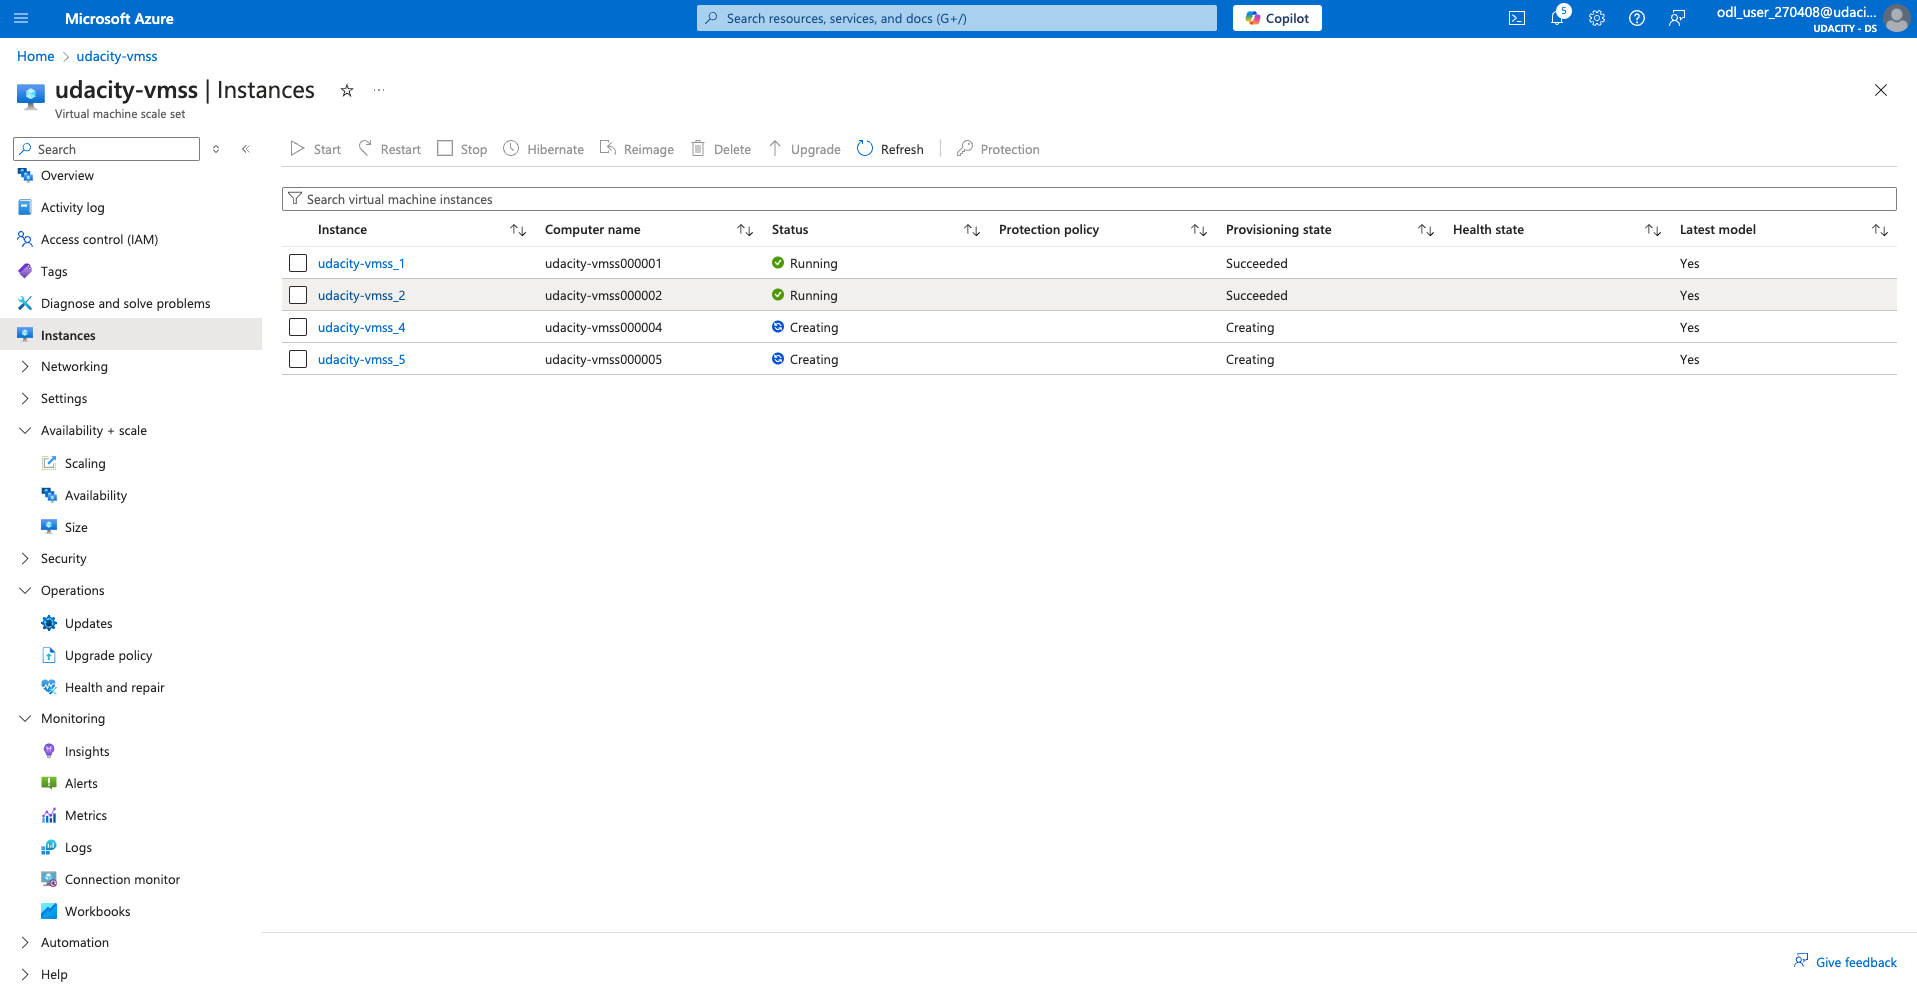 Microsoft Azure
Search resources, services, and docs (G+/)
Copilot
5
odl_user_270408@udaci...
UDACITY - DS
Home > udacity-vmss
udacity-vmss | Instances
...
Virtual machine scale set
Search
Start
Restart
Stop
Hibernate
Reimage
Delete
Upgrade
Refresh
Protection
Overview
Activity log
Access control (IAM)
Tags
Diagnose and solve problems
Instances
Networking
Settings
Availability + scale
Scaling
Availability
Size
Security
Operations
Updates
Upgrade policy
Health and repair
Monitoring
Insights
Alerts
Metrics
Logs
Connection monitor
Workbooks
Automation
Help
Search virtual machine instances
Instance Computer name Status Protection policy Provisioning state Health state Latest model
udacity-vmss_1 udacity-vmss000001 Running Succeeded Yes
udacity-vmss_2 udacity-vmss000002 Running Succeeded Yes
udacity-vmss_4 udacity-vmss000004 Creating Creating Yes
udacity-vmss_5 udacity-vmss000005 Creating Creating Yes
Give feedback